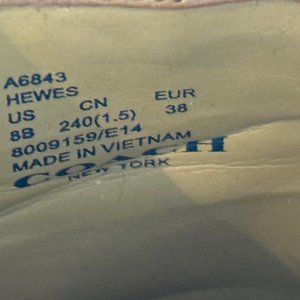 A6843
HEWES
US CN EUR
8B 240(1.5) 38
8009159/E14
MADE IN VIETNAM
COACH
NEW YORK